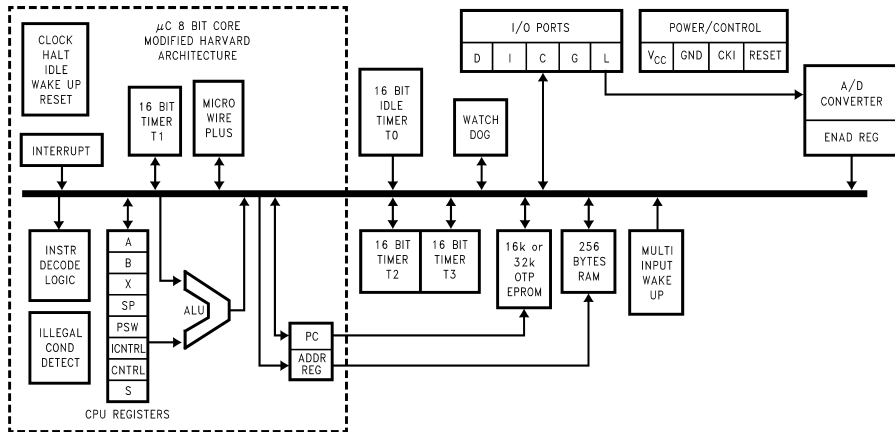 CLOCK
HALT
IDLE
WAKE UP
RESET
μC 8 BIT CORE
MODIFIED HARVARD
ARCHITECTURE
16 BIT
TIMER
T1
MICRO
WIRE
PLUS
INTERRUPT
16 BIT
IDLE
TIMER
T0
WATCH
DOG
I/O PORTS
D I C G L
POWER/CONTROL
VCC GND CKI RESET
A/D
CONVERTER
ENAD REG
INSTR
DECODE
LOGIC
ILLEGAL
COND
DETECT
A
B
X
SP
PSW
ICNTRL
CNTRL
S
CPU REGISTERS
ALU
PC
ADDR
REG
16 BIT
TIMER
T2
16 BIT
TIMER
T3
16k or
32k
OTP
EPROM
256
BYTES
RAM
MULTI
INPUT
WAKE
UP